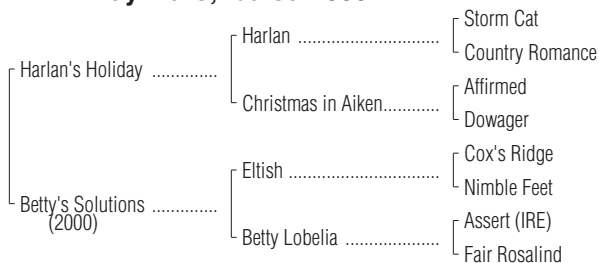 Storm Cat
Harlan ..................................
Country Romance
Harlan's Holiday .............
Affirmed
Christmas in Aiken............
Dowager
Cox's Ridge
Eltish ....................................
Nimble Feet
Betty's Solutions .............
(2000)
Assert (IRE)
Betty Lobelia .......................
Fair Rosalind